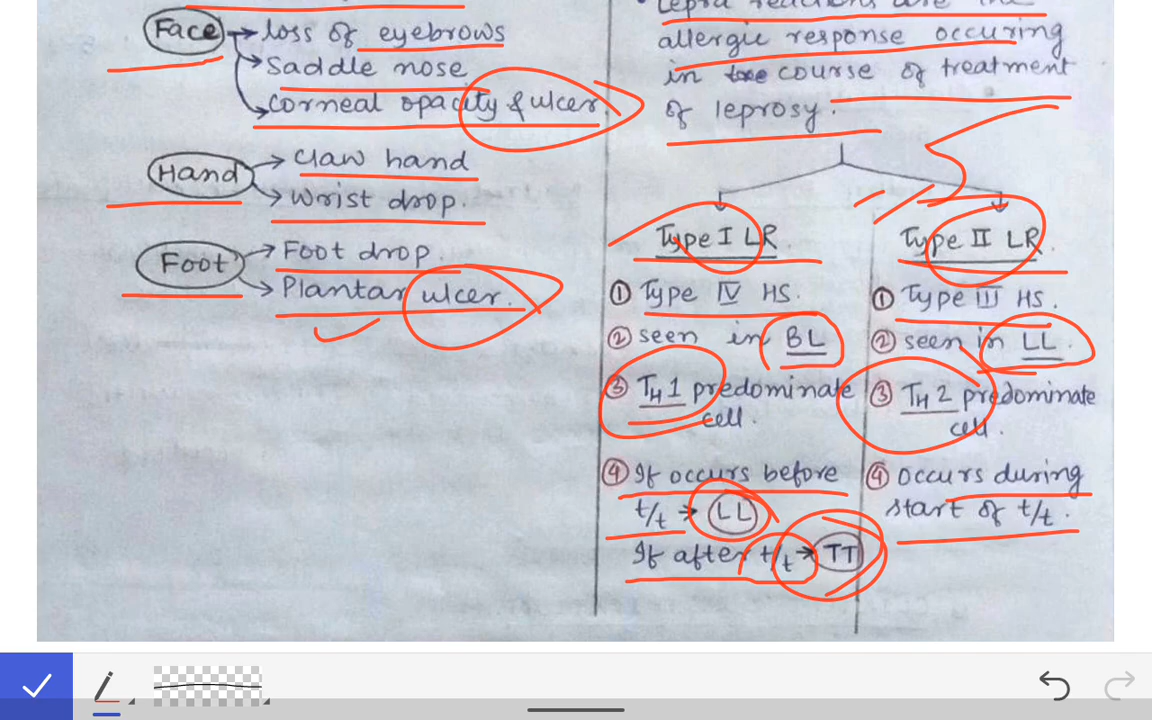 Face → loss of eyebrows
→ Saddle nose
→ Corneal opacity & ulcer
Hand → claw hand
→ Wrist drop.
Foot → Foot drop
→ Plantar ulcer.
• Lepra reactions are the
allergic response occuring
in course of treatment
of leprosy.
Type I LR
① Type IV HS.
② seen in BL
③ TH1 predominate
cell.
④ If occurs before
t/t → LL
If after t/t → TT
Type II LR.
① Type III HS.
② seen in LL.
③ TH2 predominate
cell.
④ Occurs during
start of t/t.